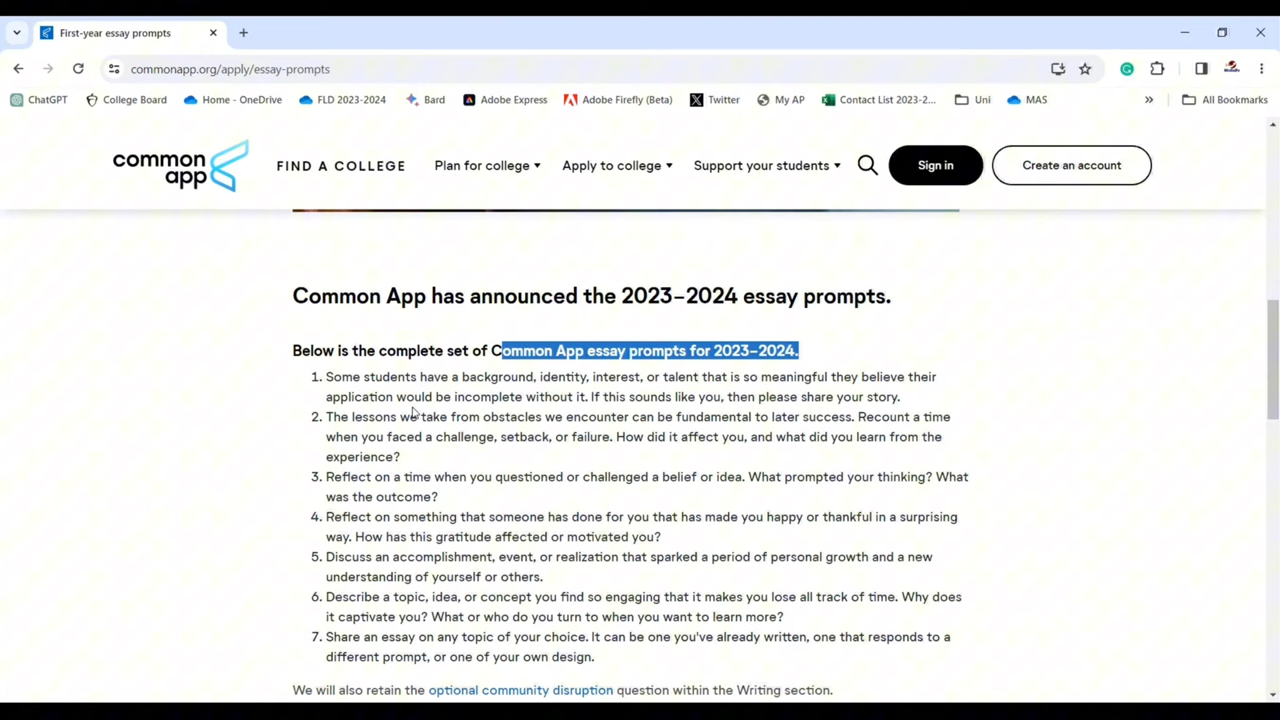 First-year essay prompts
commonapp.org/apply/essay-prompts
ChatGPT College Board Home - OneDrive FLD 2023-2024 Bard Adobe Express Adobe Firefly (Beta) Twitter My AP Contact List 2023-2... Uni MAS » All Bookmarks
common app FIND A COLLEGE Plan for college Apply to college Support your students Sign in Create an account
Common App has announced the 2023–2024 essay prompts.
Below is the complete set of Common App essay prompts for 2023–2024.
1. Some students have a background, identity, interest, or talent that is so meaningful they believe their
application would be incomplete without it. If this sounds like you, then please share your story.
2. The lessons we take from obstacles we encounter can be fundamental to later success. Recount a time
when you faced a challenge, setback, or failure. How did it affect you, and what did you learn from the
experience?
3. Reflect on a time when you questioned or challenged a belief or idea. What prompted your thinking? What
was the outcome?
4. Reflect on something that someone has done for you that has made you happy or thankful in a surprising
way. How has this gratitude affected or motivated you?
5. Discuss an accomplishment, event, or realization that sparked a period of personal growth and a new
understanding of yourself or others.
6. Describe a topic, idea, or concept you find so engaging that it makes you lose all track of time. Why does
it captivate you? What or who do you turn to when you want to learn more?
7. Share an essay on any topic of your choice. It can be one you've already written, one that responds to a
different prompt, or one of your own design.
We will also retain the optional community disruption question within the Writing section.